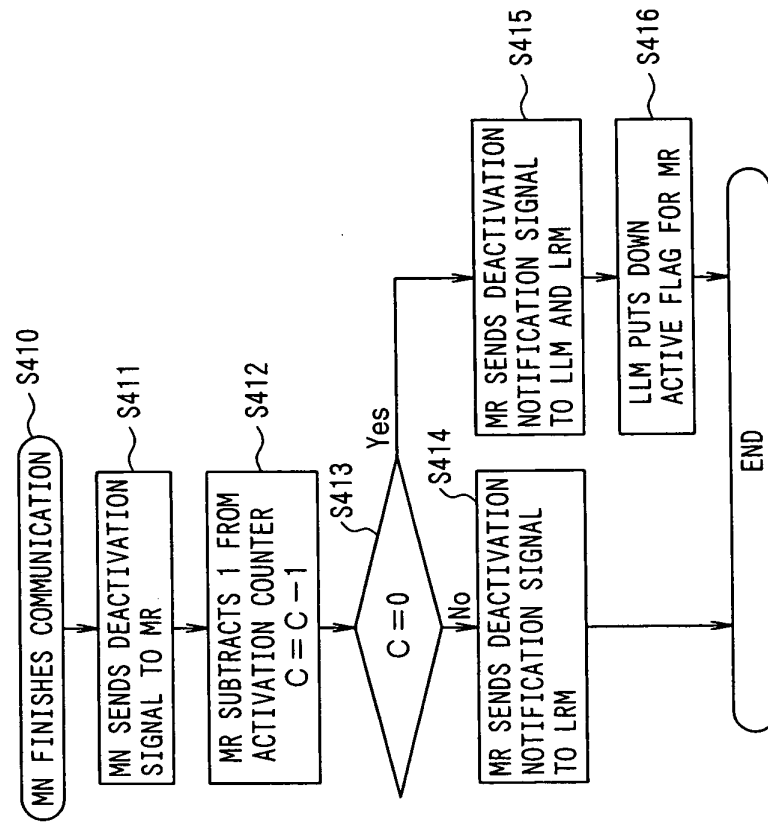 MN FINISHES COMMUNICATION
S410
MN SENDS DEACTIVATION
SIGNAL TO MR
S411
MR SUBTRACTS 1 FROM
ACTIVATION COUNTER
C=C-1
S412
C=0
S413
Yes
No
MR SENDS DEACTIVATION
NOTIFICATION SIGNAL
TO LRM
S414
MR SENDS DEACTIVATION
NOTIFICATION SIGNAL
TO LLM AND LRM
S415
LLM PUTS DOWN
ACTIVE FLAG FOR MR
S416
END